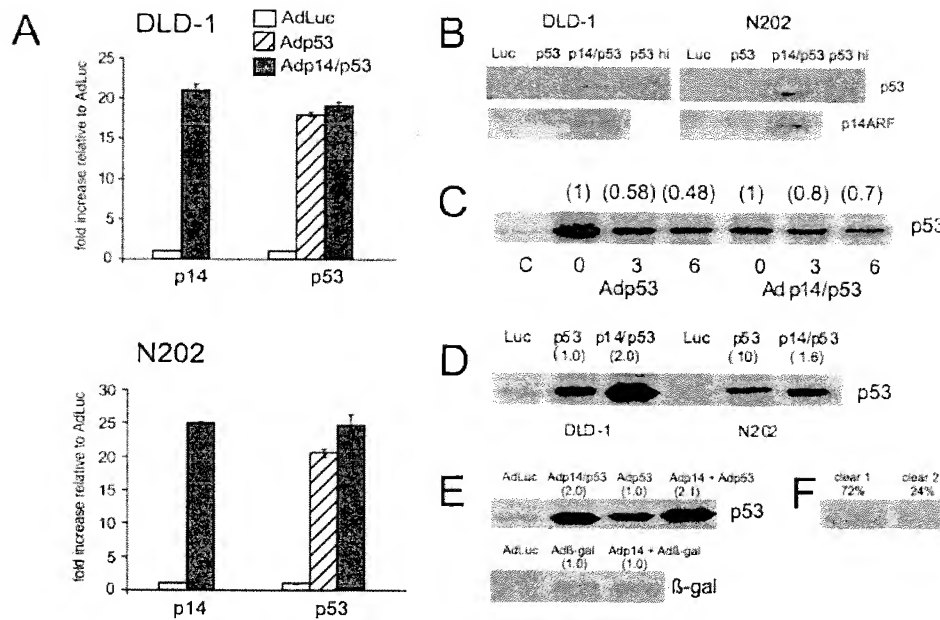 A
DLD-1
AdLuc
Adp53
Adp14/p53
fold increase relative to AdLuc
25
20
15
10
5
0
p14
p53
N202
fold increase relative to AdLuc
30
25
20
15
10
5
0
p14
p53
B
DLD-1
N202
Luc p53 p14/p53 p53 hi
Luc p53 p14/p53 p53 hi
p53
p14ARF
C
(1) (0.58) (0.48) (1) (0.8) (0.7)
p53
C 0 3 6 0 3 6
Adp53 Adp14/p53
D
Luc p53 p14/p53 Luc p53 p14/p53
(1.0) (2.0) (10) (1.6)
p53
DLD-1 N202
E
AdLuc Adp14/p53 Adp53 Adp14 + Adp53
(2.0) (1.0) (2.1)
p53
AdLuc Adß-gal Adp14 + Adß-gal
(1.0) (1.0)
ß-gal
F
clear 1 clear 2
72% 24%